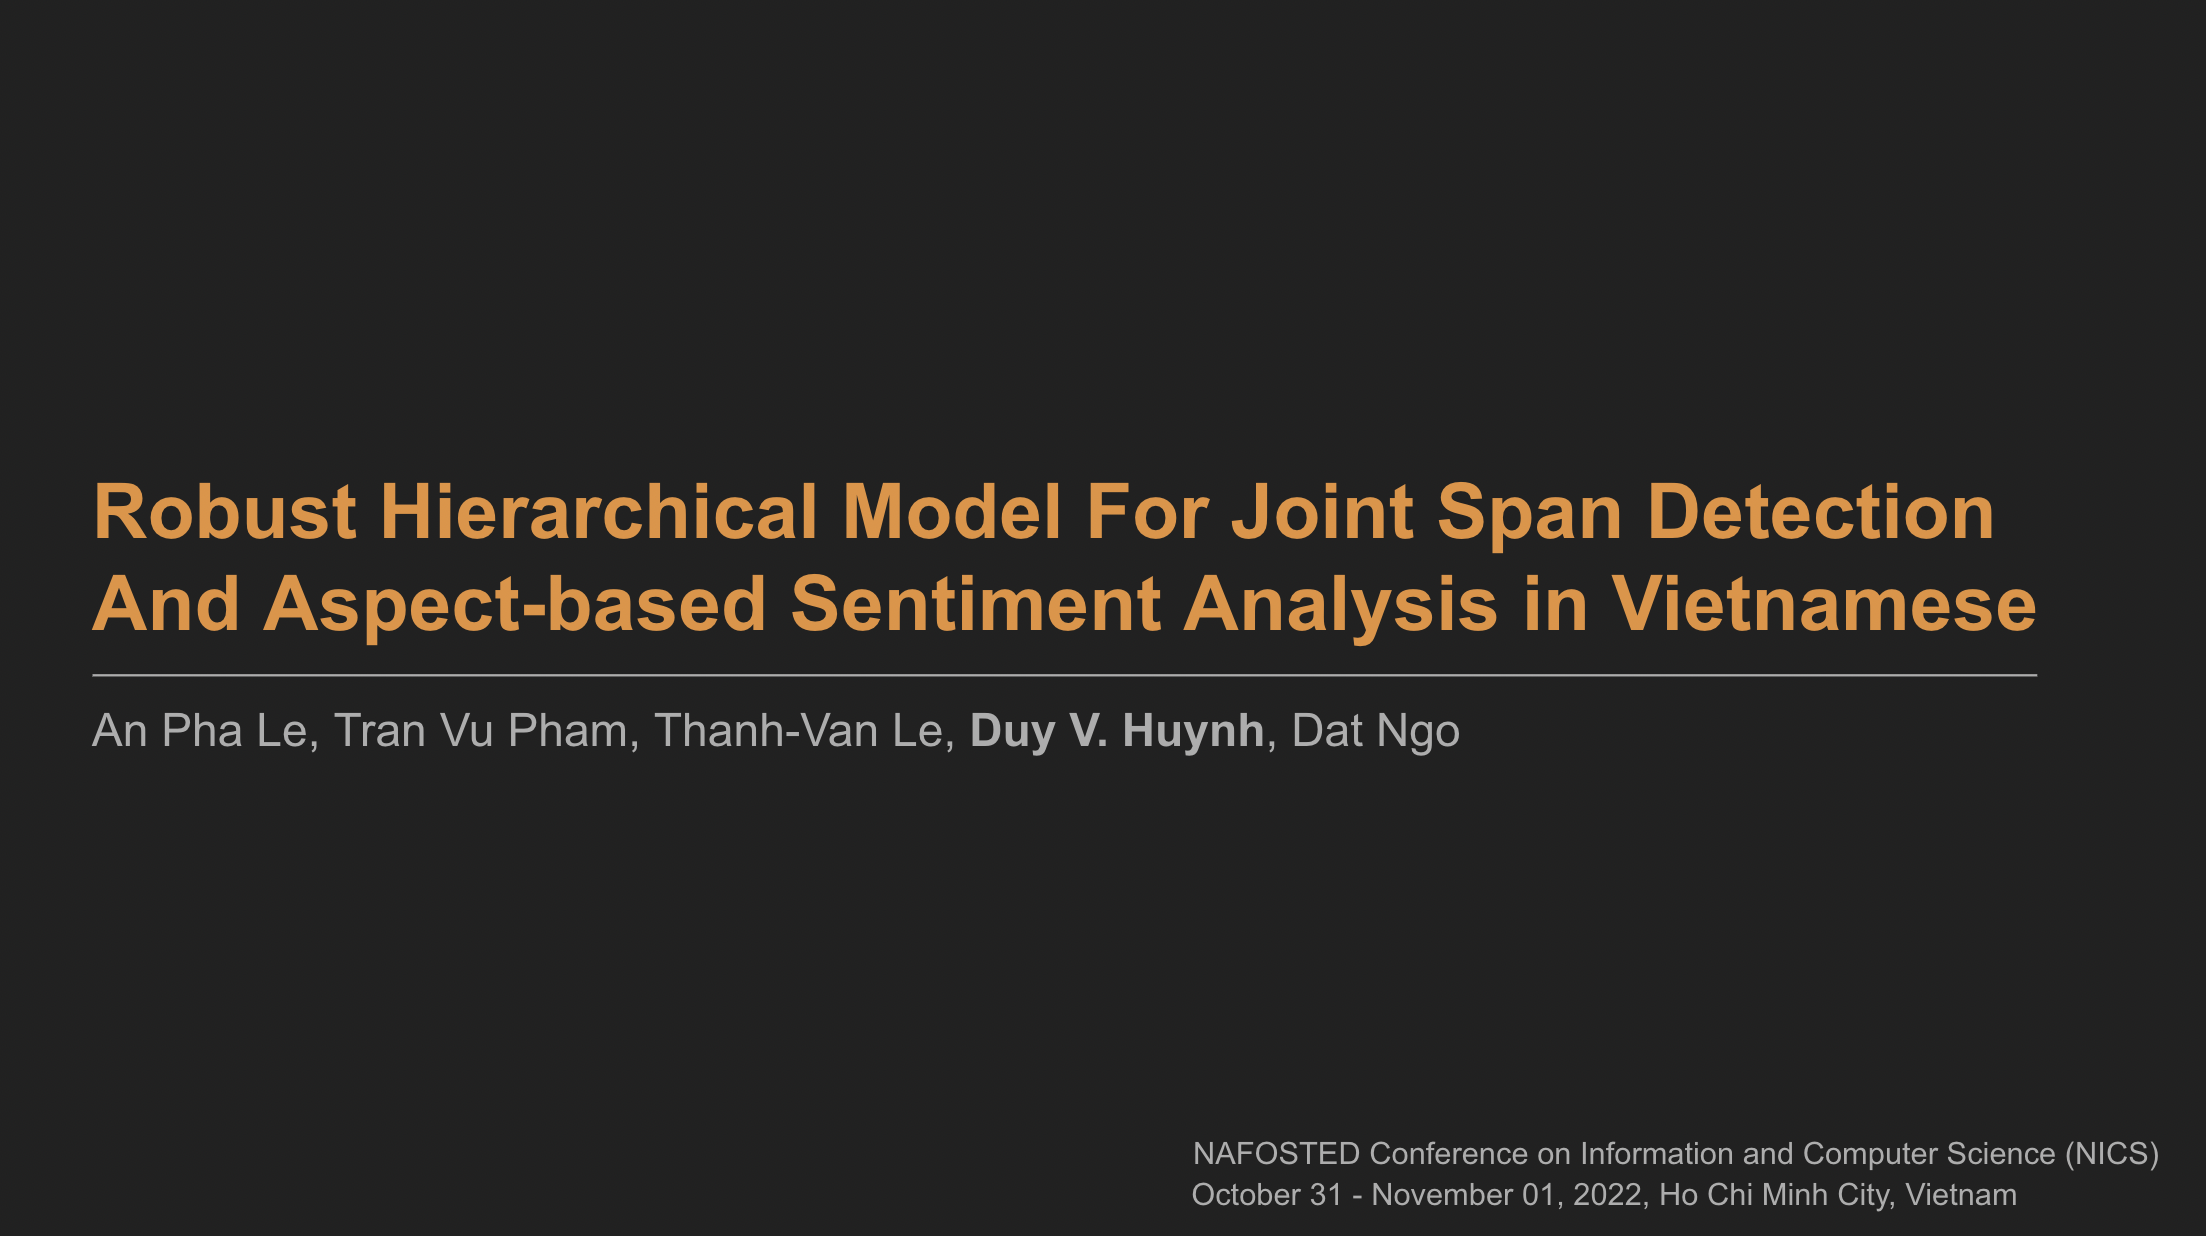 Robust Hierarchical Model For Joint Span Detection
And Aspect-based Sentiment Analysis in Vietnamese
An Pha Le, Tran Vu Pham, Thanh-Van Le, Duy V. Huynh, Dat Ngo
NAFOSTED Conference on Information and Computer Science (NICS)
October 31 - November 01, 2022, Ho Chi Minh City, Vietnam